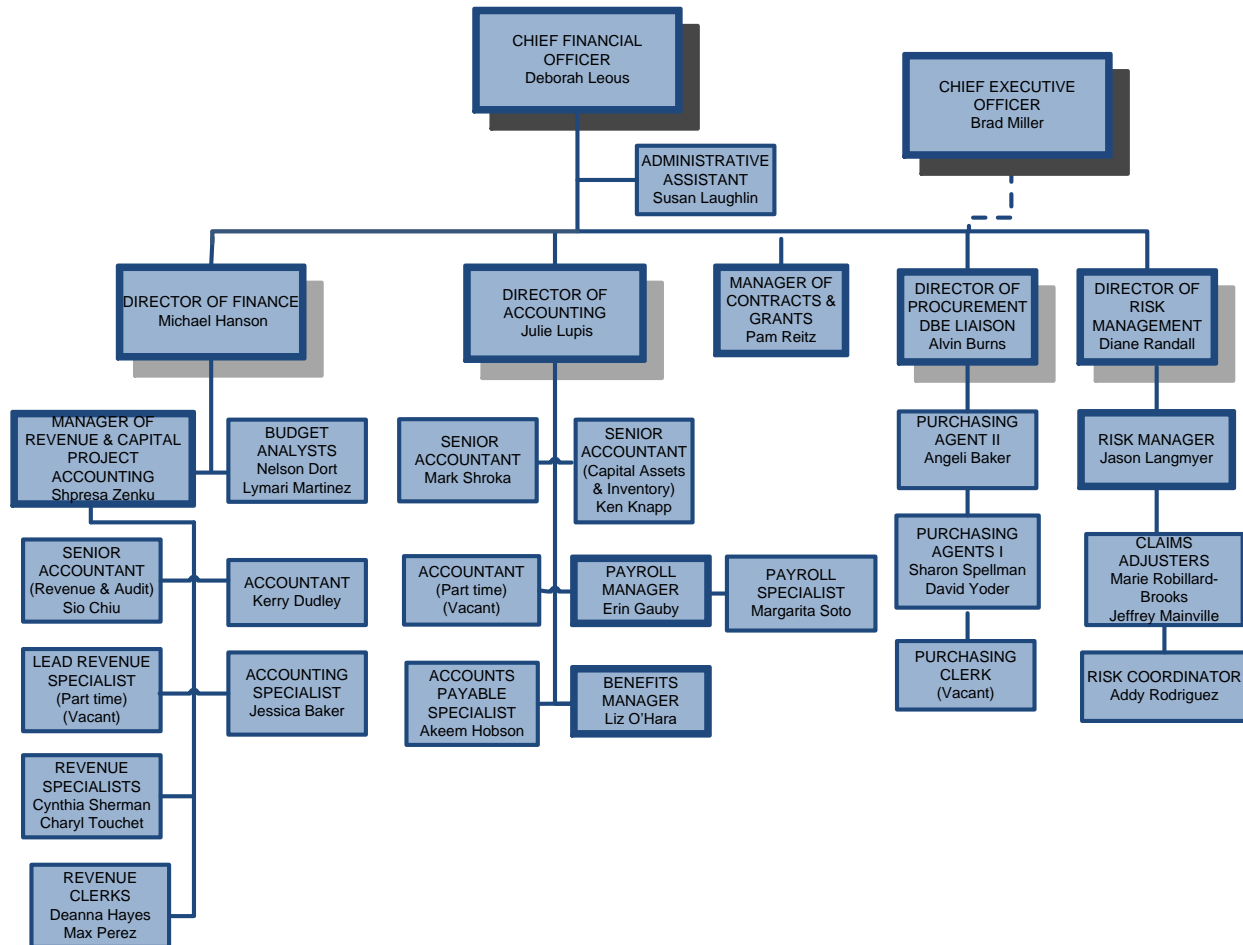 CHIEF FINANCIAL
OFFICER
Deborah Leous
CHIEF EXECUTIVE
OFFICER
Brad Miller
ADMINISTRATIVE
ASSISTANT
Susan Laughlin
DIRECTOR OF FINANCE
Michael Hanson
DIRECTOR OF
ACCOUNTING
Julie Lupis
MANAGER OF
CONTRACTS &
GRANTS
Pam Reitz
DIRECTOR OF
PROCUREMENT
DBE LIAISON
Alvin Burns
DIRECTOR OF
RISK
MANAGEMENT
Diane Randall
MANAGER OF
REVENUE & CAPITAL
PROJECT
ACCOUNTING
Shpresa Zenku
BUDGET
ANALYSTS
Nelson Dort
Lymari Martinez
SENIOR
ACCOUNTANT
Mark Shroka
SENIOR
ACCOUNTANT
(Capital Assets
& Inventory)
Ken Knapp
PURCHASING
AGENT II
Angeli Baker
RISK MANAGER
Jason Langmyer
SENIOR
ACCOUNTANT
(Revenue & Audit)
Sio Chiu
ACCOUNTANT
Kerry Dudley
ACCOUNTANT
(Part time)
(Vacant)
PAYROLL
MANAGER
Erin Gauby
PAYROLL
SPECIALIST
Margarita Soto
PURCHASING
AGENTS I
Sharon Spellman
David Yoder
CLAIMS
ADJUSTERS
Marie Robillard-
Brooks
Jeffrey Mainville
LEAD REVENUE
SPECIALIST
(Part time)
(Vacant)
ACCOUNTING
SPECIALIST
Jessica Baker
ACCOUNTS
PAYABLE
SPECIALIST
Akeem Hobson
BENEFITS
MANAGER
Liz O’Hara
PURCHASING
CLERK
(Vacant)
RISK COORDINATOR
Addy Rodriguez
REVENUE
SPECIALISTS
Cynthia Sherman
Charyl Touchet
REVENUE
CLERKS
Deanna Hayes
Max Perez